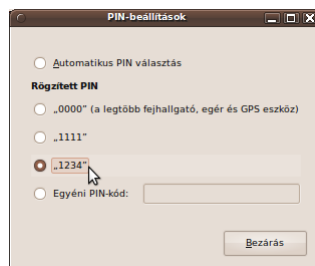 PIN-beállítások
Automatikus PIN választás
Rögzített PIN
„0000” (a legtöbb fejhallgató, egér és GPS eszköz)
„1111”
„1234”
Egyéni PIN-kód:
Bezárás